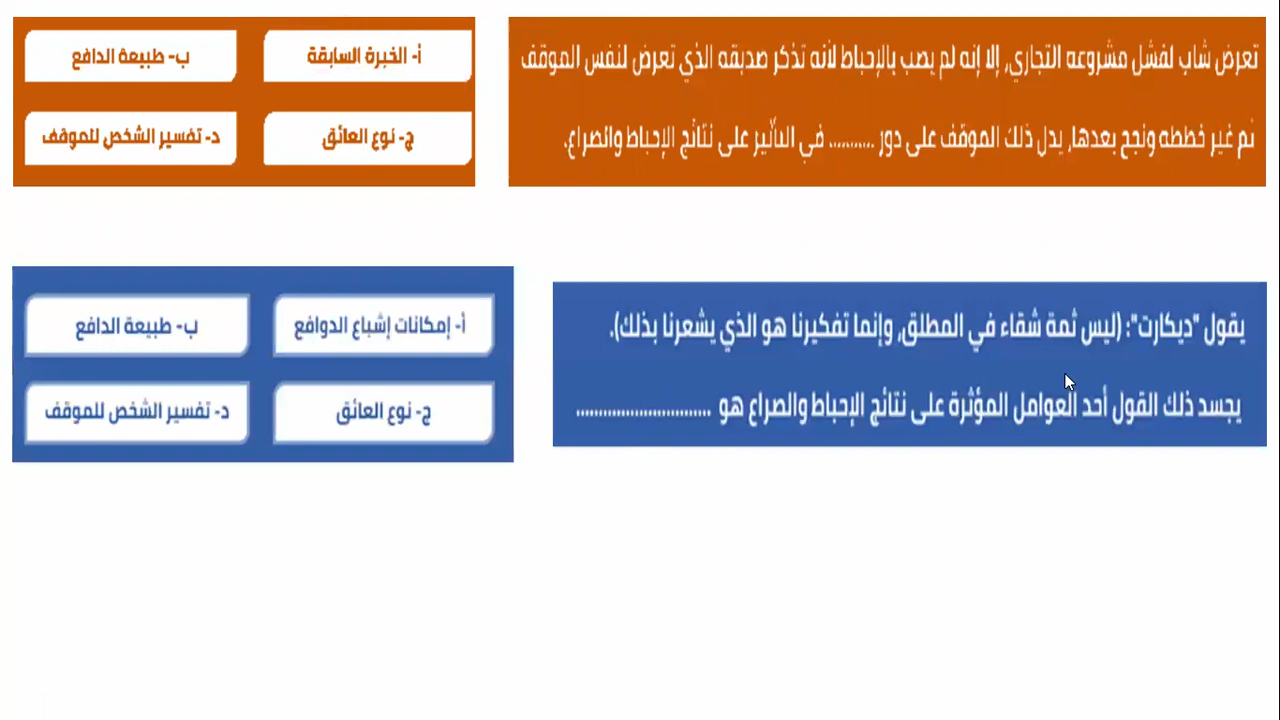 تعرض شاب لفشل مشروعه التجاري، إلا إنه لم يصب بالإحباط لأنه تذكر صديقه الذي تعرض لنفس الموقف
ثم غير خططه ونجح بعدها، يدل ذلك الموقف على دور .......... في التأثير على نتائج الإحباط والصراع.
أ- الخبرة السابقة
ب- طبيعة الدافع
ج- نوع العائق
د- تفسير الشخص للموقف
يقول "ديكارت": (ليس ثمة شقاء في المطلق، وإنما تفكيرنا هو الذي يشعرنا بذلك).
يجسد ذلك القول أحد العوامل المؤثرة على نتائج الإحباط والصراع هو ............................
أ- إمكانات إشباع الدوافع
ب- طبيعة الدافع
ج- نوع العائق
د- تفسير الشخص للموقف